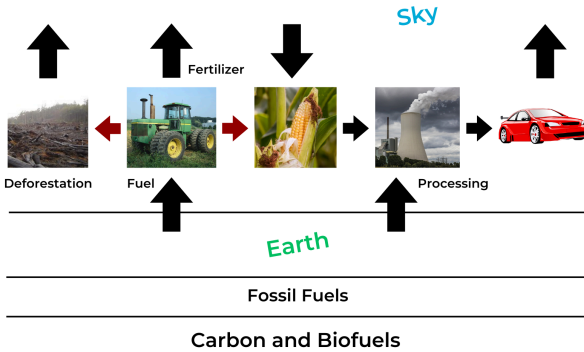 Sky
Fertilizer
Deforestation
Fuel
Processing
Earth
Fossil Fuels
Carbon and Biofuels